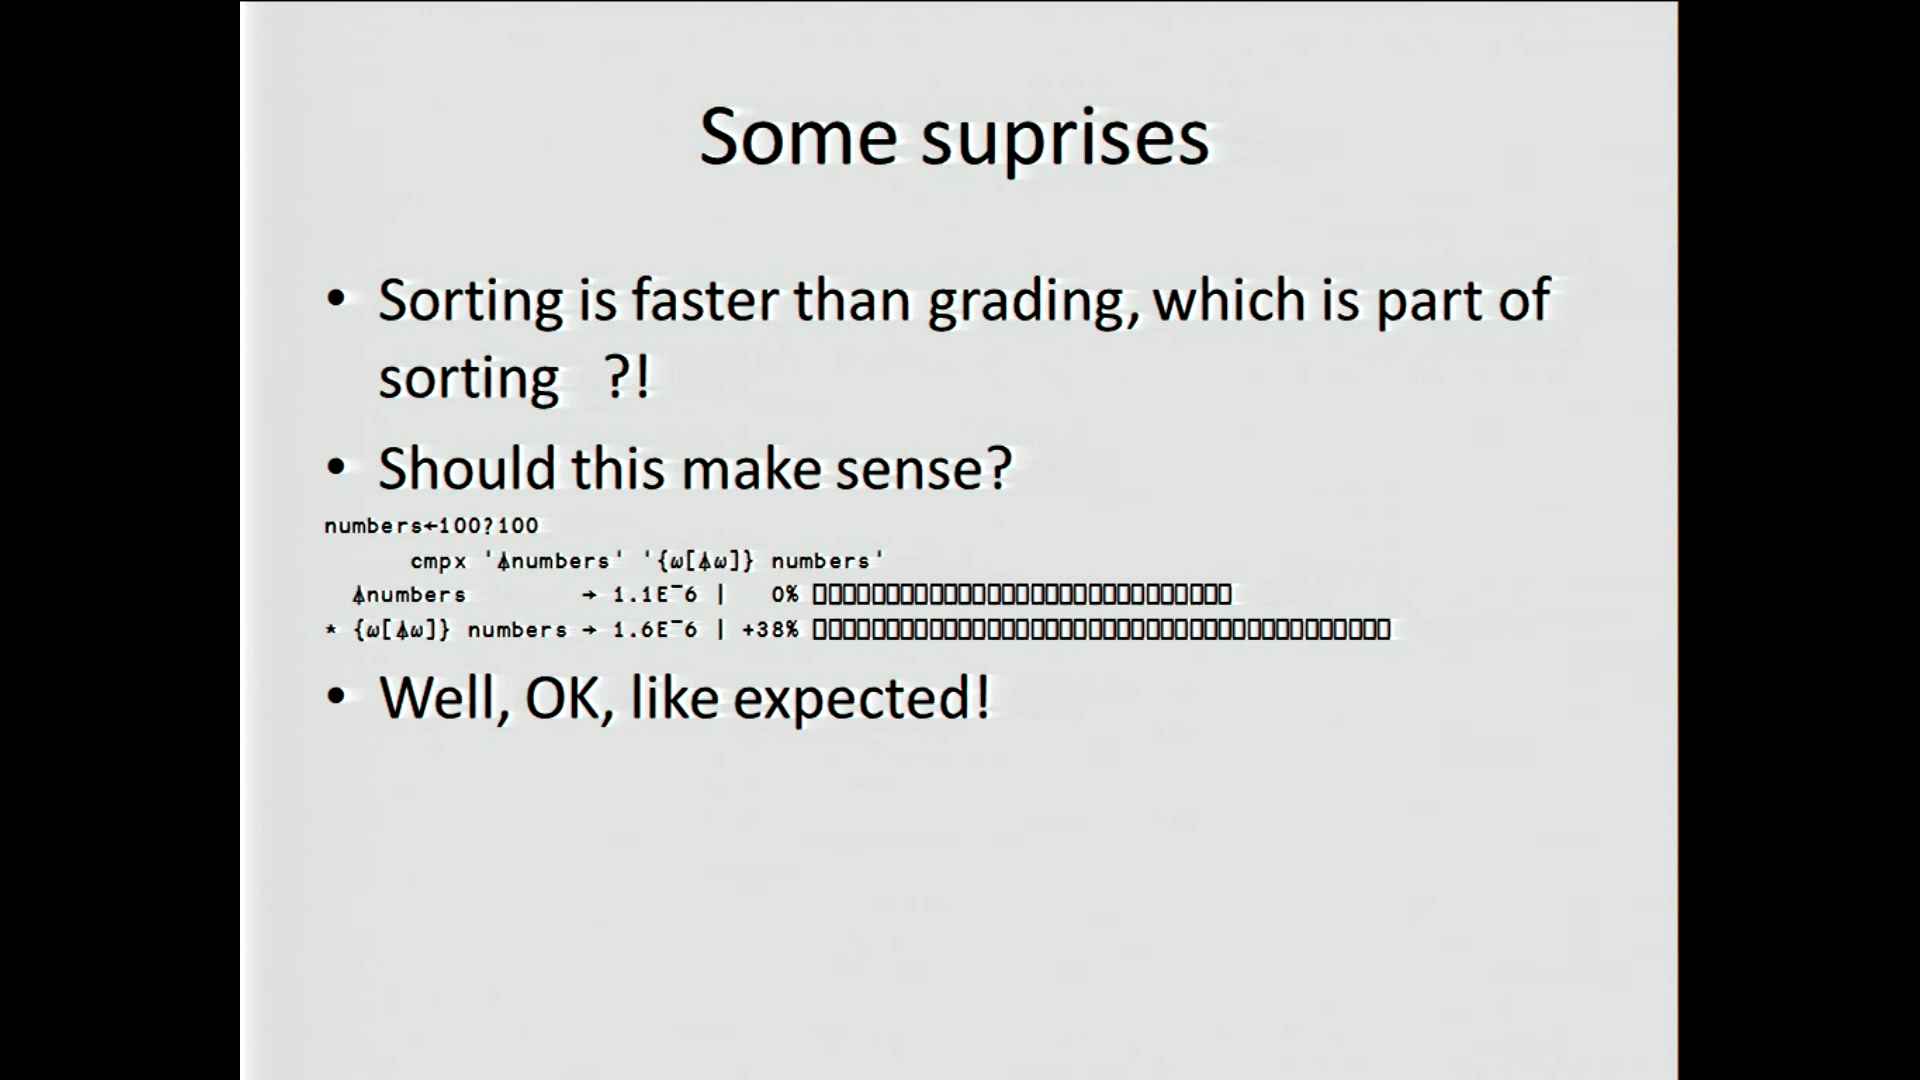 Some suprises
• Sorting is faster than grading, which is part of
sorting ?!
• Should this make sense?
numbers←100?100
cmpx '⍋numbers' '{⍵[⍋⍵]} numbers'
⍋numbers → 1.1E¯6 | 0% ⎕⎕⎕⎕⎕⎕⎕⎕⎕⎕⎕⎕⎕⎕⎕⎕⎕⎕⎕⎕⎕⎕⎕⎕⎕⎕⎕⎕⎕
* {⍵[⍋⍵]} numbers → 1.6E¯6 | +38% ⎕⎕⎕⎕⎕⎕⎕⎕⎕⎕⎕⎕⎕⎕⎕⎕⎕⎕⎕⎕⎕⎕⎕⎕⎕⎕⎕⎕⎕⎕⎕⎕⎕⎕⎕⎕⎕⎕⎕⎕
• Well, OK, like expected!